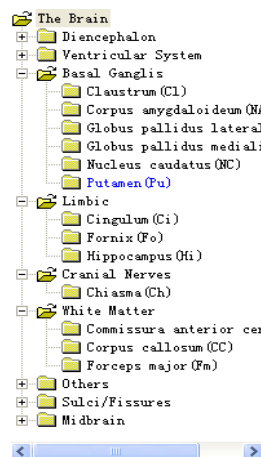 The Brain
Diencephalon
Ventricular System
Basal Ganglis
Claustrum(Cl)
Corpus amygdaloideum(NA
Globus pallidus lateral
Globus pallidus mediali
Nucleus caudatus(NC)
Putamen(Pu)
Limbic
Cingulum(Ci)
Fornix(Fo)
Hippocampus(Hi)
Cranial Nerves
Chiasma(Ch)
White Matter
Commissura anterior cer
Corpus callosum(CC)
Forceps major(Fm)
Others
Sulci/Fissures
Midbrain